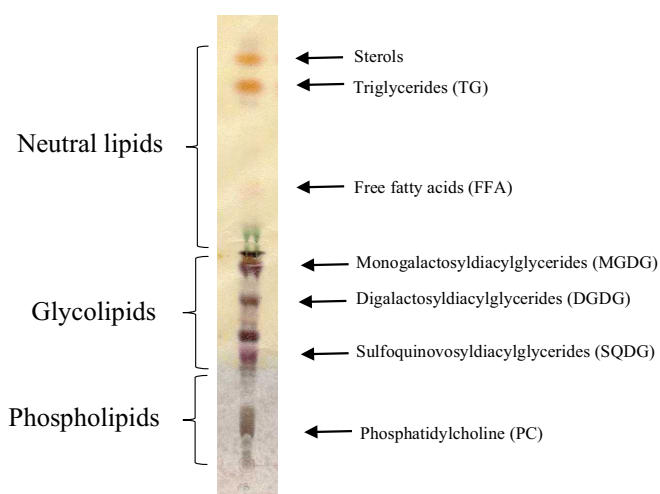 Sterols
Triglycerides (TG)
Neutral lipids
Free fatty acids (FFA)
Monogalactosyldiacylglycerides (MGDG)
Glycolipids
Digalactosyldiacylglycerides (DGDG)
Sulfoquinovosyldiacylglycerides (SQDG)
Phospholipids
Phosphatidylcholine (PC)